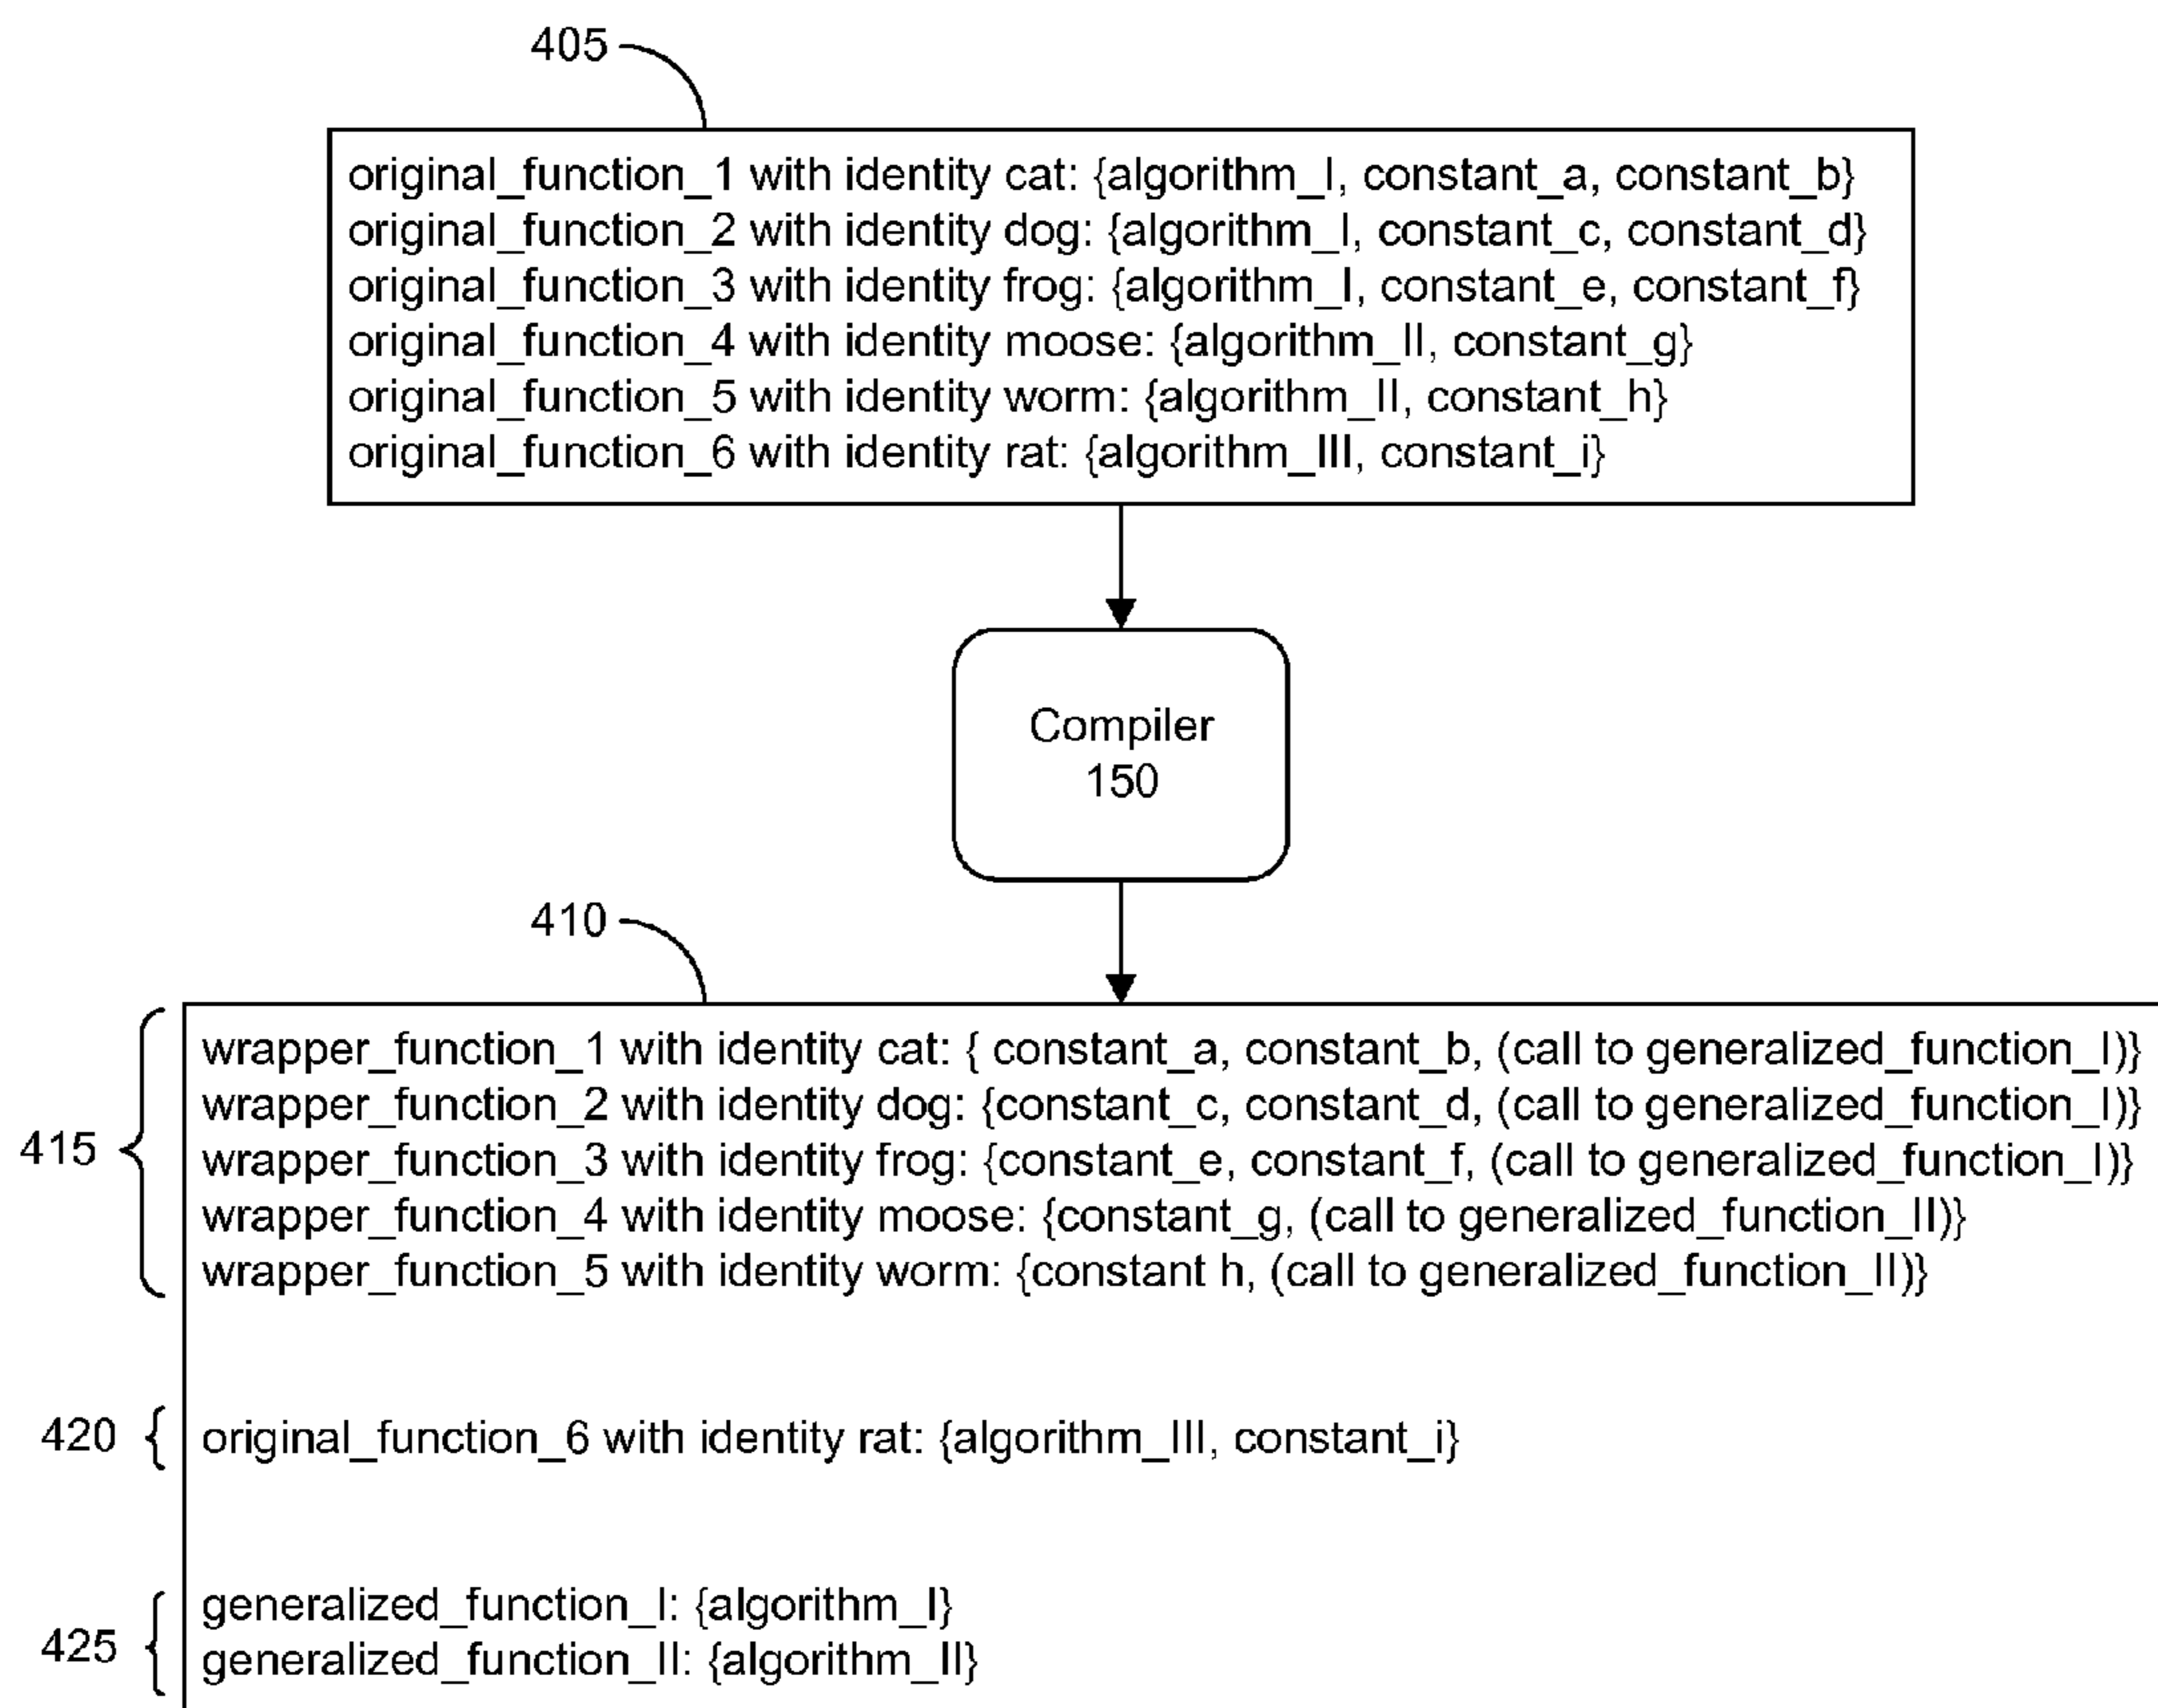 405
original_function_1 with identity cat: {algorithm_I, constant_a, constant_b}
original_function_2 with identity dog: {algorithm_I, constant_c, constant_d}
original_function_3 with identity frog: {algorithm_I, constant_e, constant_f}
original_function_4 with identity moose: {algorithm_II, constant_g}
original_function_5 with identity worm: {algorithm_II, constant_h}
original_function_6 with identity rat: {algorithm_III, constant_i}
Compiler
150
410
wrapper_function_1 with identity cat: { constant_a, constant_b, (call to generalized_function_I)}
wrapper_function_2 with identity dog: {constant_c, constant_d, (call to generalized_function_I)}
415
wrapper_function_3 with identity frog: {constant_e, constant_f, (call to generalized_function_I)}
wrapper_function_4 with identity moose: {constant_g, (call to generalized_function_II)}
wrapper_function_5 with identity worm: {constant h, (call to generalized_function_II)}
420
original_function_6 with identity rat: {algorithm_III, constant_i}
425
generalized_function_I: {algorithm_I}
generalized_function_II: {algorithm_II}